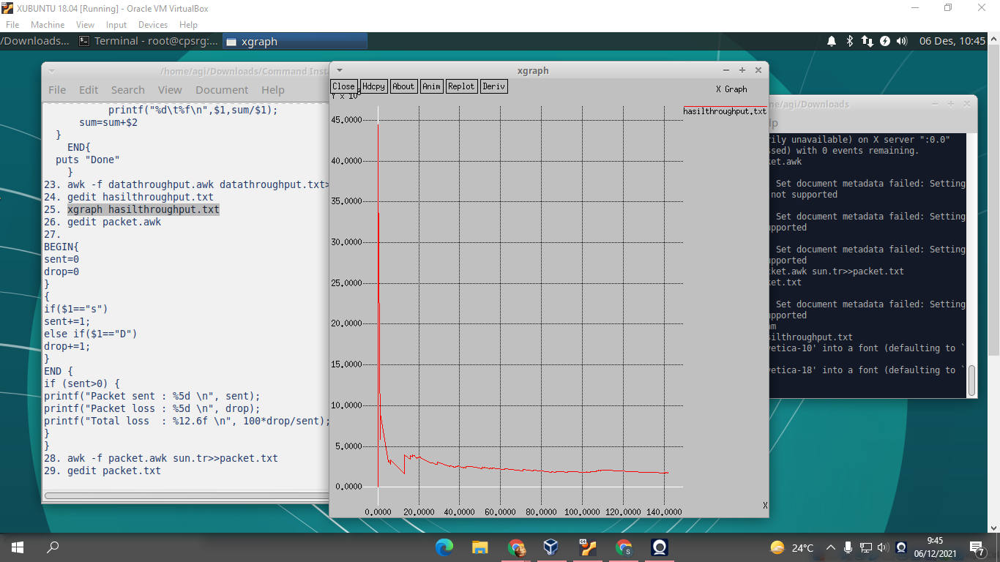 XUBUNTU 18.04 [Running] - Oracle VM VirtualBox
File Machine View Input Devices Help
/Downloads... Terminal - root@cpsrg:... xgraph 06 Des, 10:45
/home/agi/Downloads/Command Inst
File Edit Search View Document Help
printf("%d\t%f\n",$1,sum/$1);
sum=sum+$2
}
END{
puts "Done"
}
23. awk -f datathroughput.awk datathroughput.txt>
24. gedit hasilthroughput.txt
25. xgraph hasilthroughput.txt
26. gedit packet.awk
27.
BEGIN{
sent=0
drop=0
}
{
if($1=="s")
sent+=1;
else if($1=="D")
drop+=1;
}
END {
if (sent>0) {
printf("Packet sent : %5d \n", sent);
printf("Packet loss : %5d \n", drop);
printf("Total loss  : %12.6f \n", 100*drop/sent);
}
}
28. awk -f packet.awk sun.tr>>packet.txt
29. gedit packet.txt
xgraph
Close Hdcpy About Anim Replot Deriv
X Graph
Y x 10
hasilthroughput.txt
45.0000
40.0000
35.0000
30.0000
25.0000
20.0000
15.0000
10.0000
5.0000
0.0000
X
0.0000 20.0000 40.0000 60.0000 80.0000 100.0000 120.0000 140.0000
me/agi/Downloads
lp
rily unavailable) on X server ":0.0"
ssed) with 0 events remaining.
ket.awk
Set document metadata failed: Setting
not supported
Set document metadata failed: Setting
upported
Set document metadata failed: Setting
upported
cket.awk sun.tr>>packet.txt
ket.txt
Set document metadata failed: Setting
upported
am
silthroughput.txt
vetica-10' into a font (defaulting to `
vetica-18' into a font (defaulting to `
24°C
9:45
06/12/2021
7